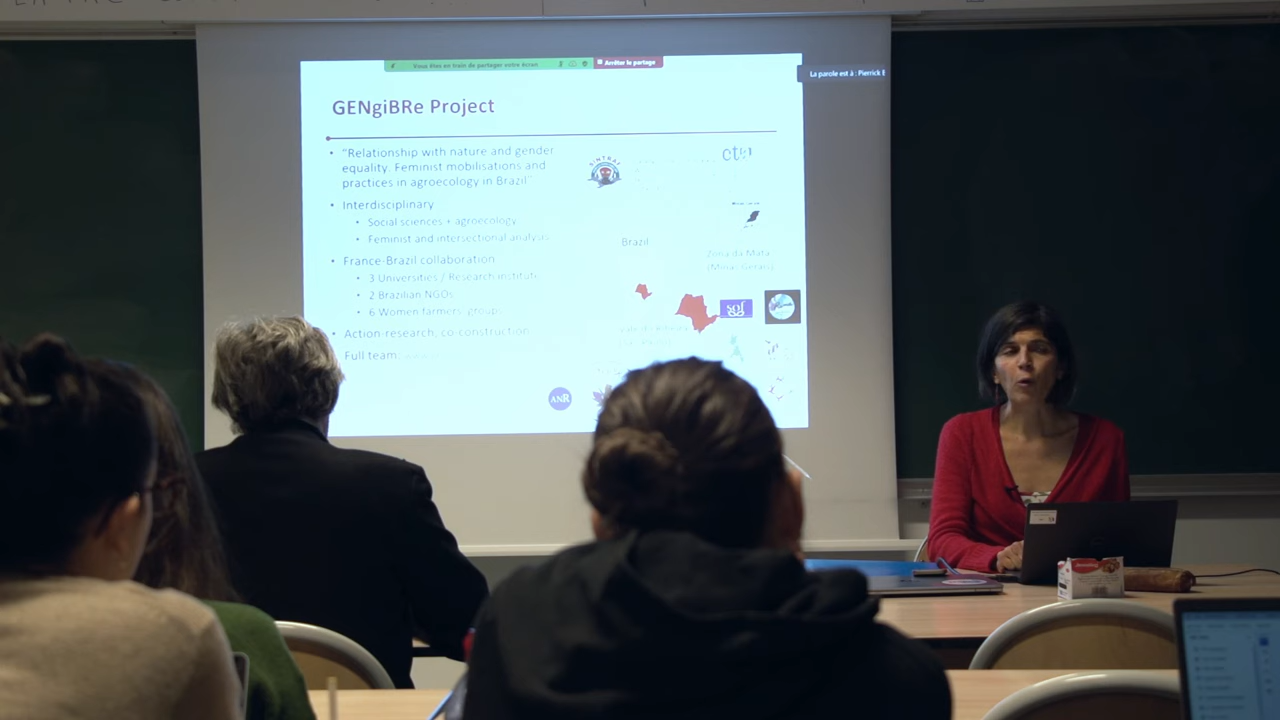 Vous êtes en train de partager votre écran
Arrêter le partage
La parole est à : Pierrick
GENgiBRe Project
• "Relationship with nature and gender
equality. Feminist mobilisations and
practices in agroecology in Brazil"
• Interdisciplinary
• Social sciences + agroecology
• Feminist and intersectional analysis
• France-Brazil collaboration
• 3 Universities / Research institute
• 2 Brazilian NGOs
• 6 Women farmers' groups
• Action-research, co-construction
Full team
SINTRAF
cta
Brazil
Zona da Mata
(Minas Gerais)
sof
ANR